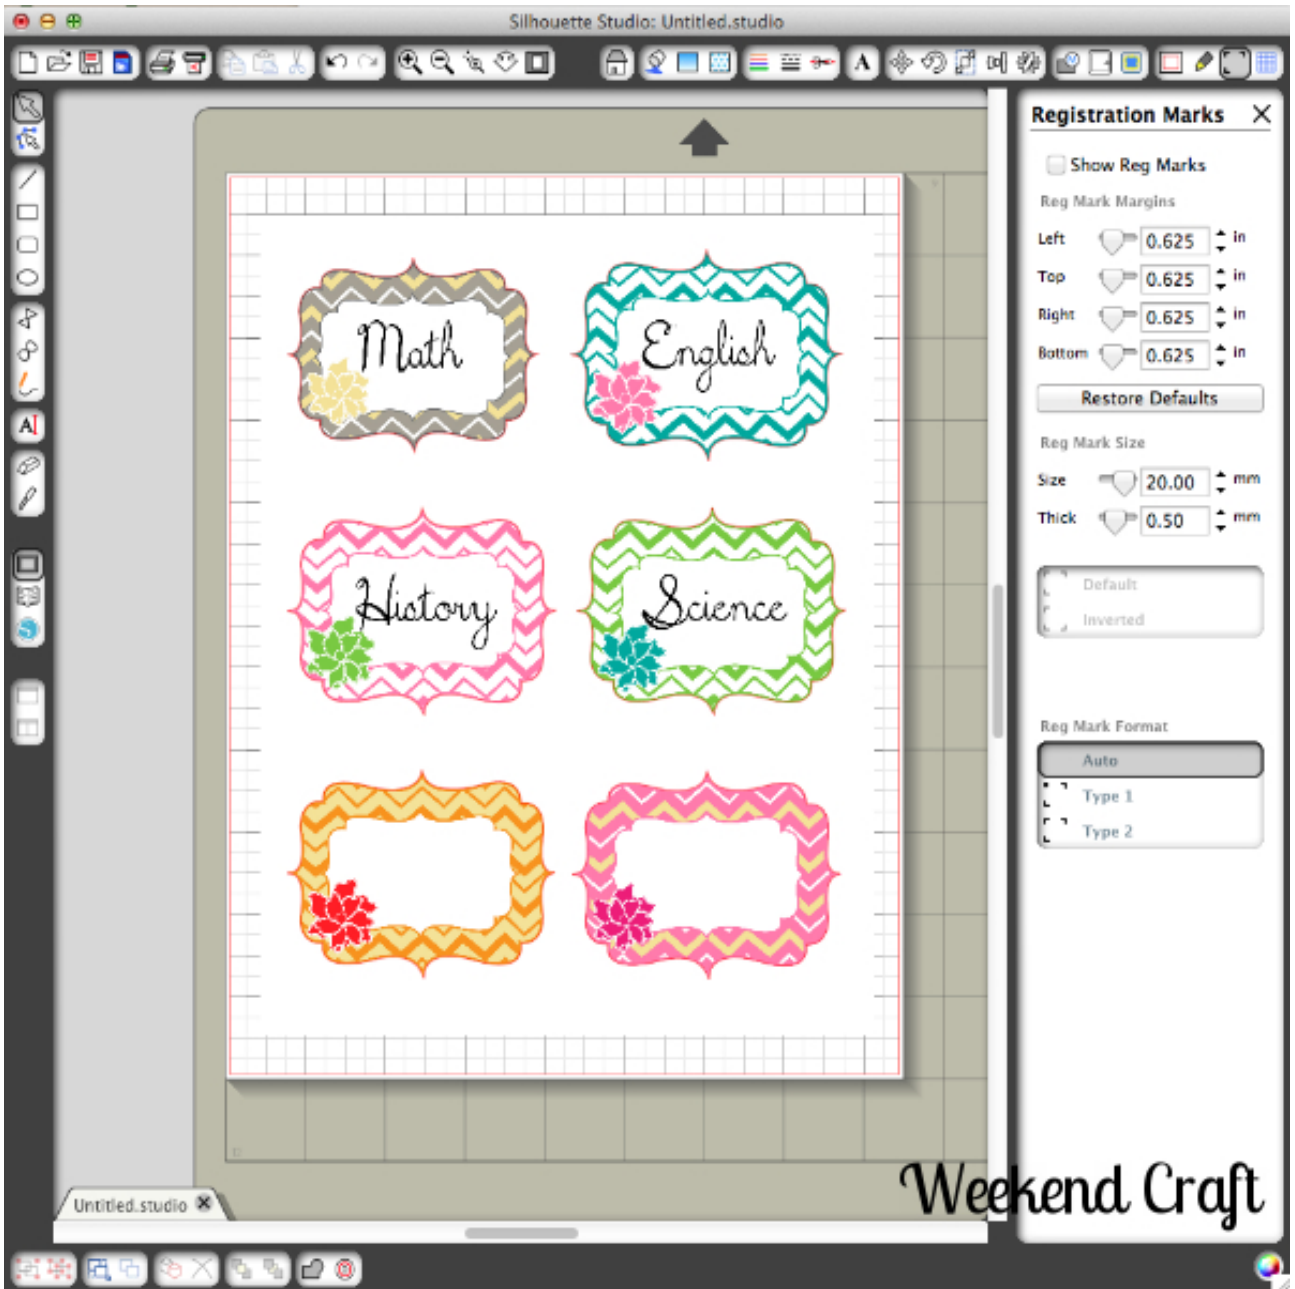 Silhouette Studio: Untitled.studio
A
Registration Marks
Show Reg Marks
Reg Mark Margins
Left 0.625 in
Top 0.625 in
Right 0.625 in
Bottom 0.625 in
Restore Defaults
Reg Mark Size
Size 20.00 mm
Thick 0.50 mm
Default
Inverted
Reg Mark Format
Auto
Type 1
Type 2
A
Math
English
History
Science
Weekend Craft
Untitled.studio